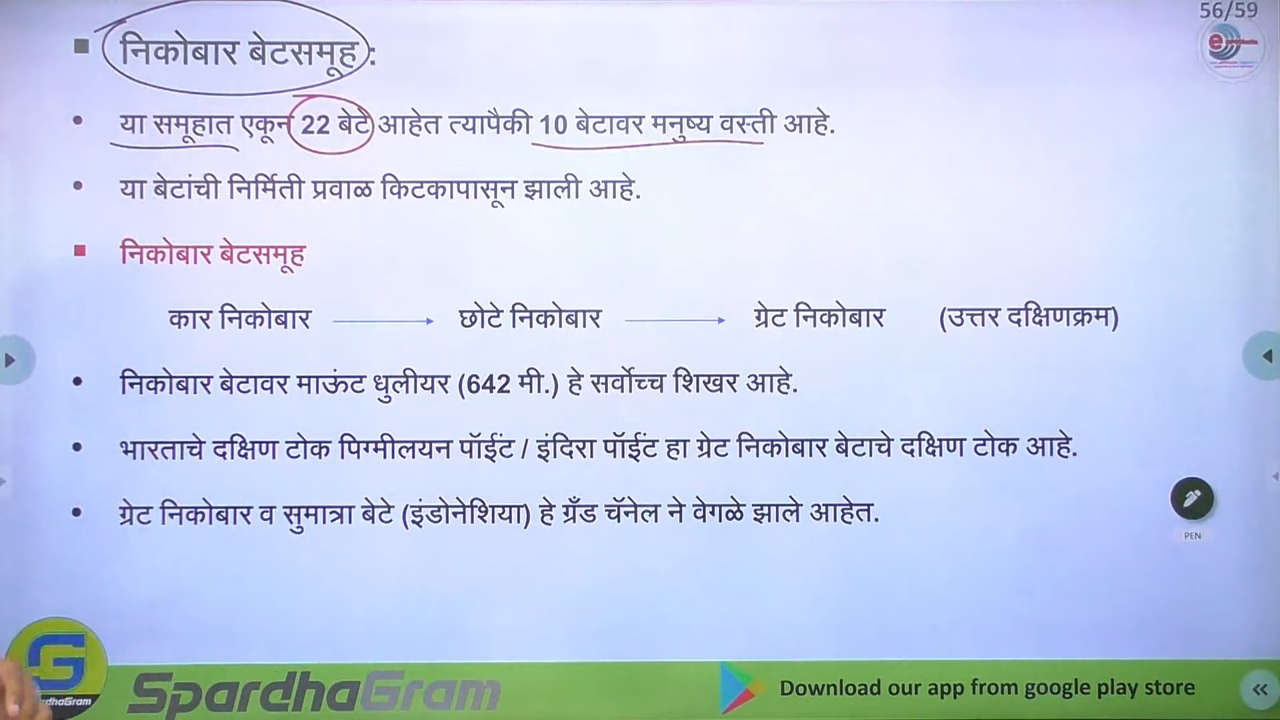 56/59
निकोबार बेटसमूह :
या समूहात एकून 22 बेटे आहेत त्यापैकी 10 बेटावर मनुष्य वस्ती आहे.
या बेटांची निर्मिती प्रवाळ किटकापासून झाली आहे.
निकोबार बेटसमूह
कार निकोबार छोटे निकोबार ग्रेट निकोबार (उत्तर दक्षिणक्रम)
निकोबार बेटावर माऊंट धुलीयर (642 मी.) हे सर्वोच्च शिखर आहे.
भारताचे दक्षिण टोक पिग्मीलयन पॉईंट / इंदिरा पॉईंट हा ग्रेट निकोबार बेटाचे दक्षिण टोक आहे.
ग्रेट निकोबार व सुमात्रा बेटे (इंडोनेशिया) हे ग्रँड चॅनेल ने वेगळे झाले आहेत.
PEN
rdhaGram
SpardhaGram
Download our app from google play store